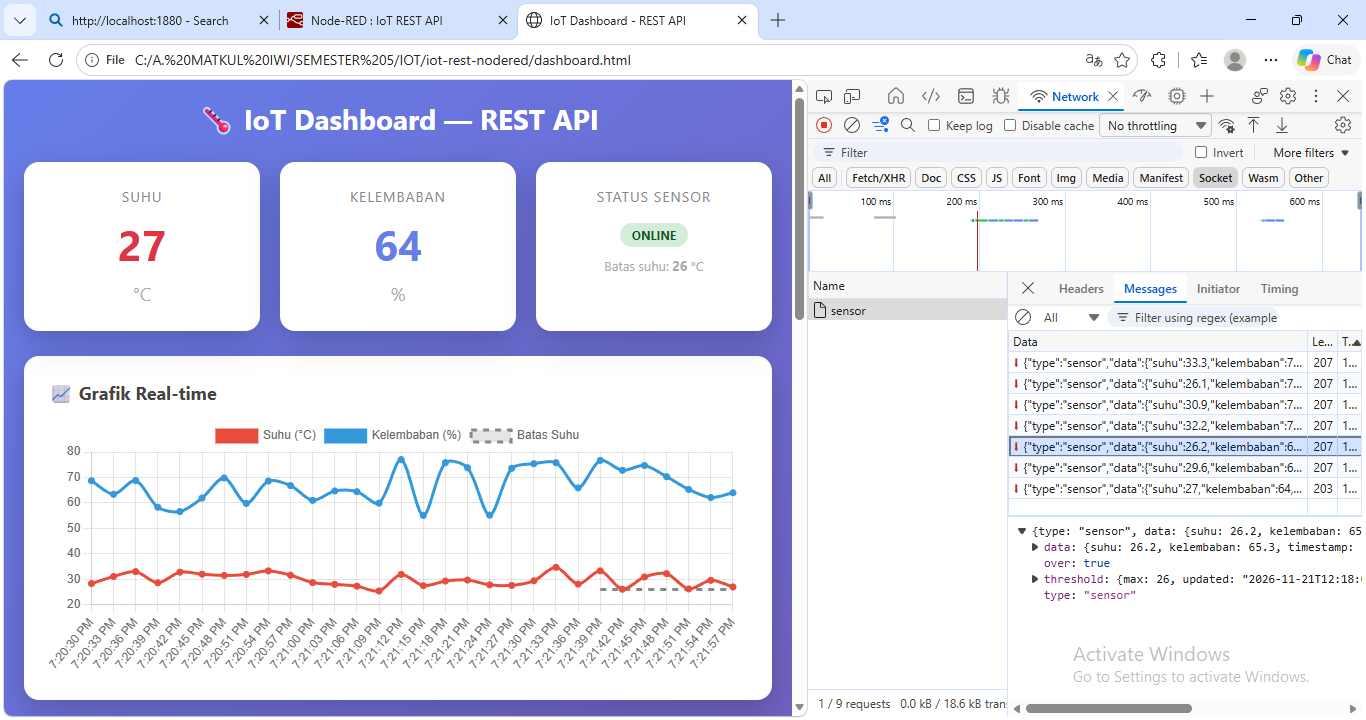 http://localhost:1880 - Search
Node-RED : IoT REST API
IoT Dashboard - REST API
File C:/A.%20MATKUL%20IWI/SEMESTER%205/IOT/iot-rest-nodered/dashboard.html
Chat
IoT Dashboard — REST API
SUHU
27
°C
KELEMBABAN
64
%
STATUS SENSOR
ONLINE
Batas suhu: 26 °C
Grafik Real-time
Suhu (°C) Kelembaban (%) Batas Suhu
80
70
60
50
40
30
20
7:20:30 PM
7:20:33 PM
7:20:36 PM
7:20:39 PM
7:20:42 PM
7:20:45 PM
7:20:48 PM
7:20:51 PM
7:20:54 PM
7:20:57 PM
7:21:00 PM
7:21:03 PM
7:21:06 PM
7:21:09 PM
7:21:12 PM
7:21:15 PM
7:21:18 PM
7:21:21 PM
7:21:24 PM
7:21:27 PM
7:21:30 PM
7:21:33 PM
7:21:36 PM
7:21:39 PM
7:21:42 PM
7:21:45 PM
7:21:48 PM
7:21:51 PM
7:21:54 PM
7:21:57 PM
Network
Keep log Disable cache No throttling
Filter Invert More filters
All Fetch/XHR Doc CSS JS Font Img Media Manifest Socket Wasm Other
100 ms 200 ms 300 ms 400 ms 500 ms 600 ms
Name
sensor
Headers Messages Initiator Timing
All Filter using regex (example
Data Le... T...
{"type":"sensor","data":{"suhu":33.3,"kelembaban":7... 207 1...
{"type":"sensor","data":{"suhu":26.1,"kelembaban":7... 207 1...
{"type":"sensor","data":{"suhu":30.9,"kelembaban":7... 207 1...
{"type":"sensor","data":{"suhu":32.2,"kelembaban":7... 207 1...
{"type":"sensor","data":{"suhu":26.2,"kelembaban":6... 207 1...
{"type":"sensor","data":{"suhu":29.6,"kelembaban":6... 207 1...
{"type":"sensor","data":{"suhu":27,"kelembaban":64,... 203 1...
{type: "sensor", data: {suhu: 26.2, kelembaban: 65
data: {suhu: 26.2, kelembaban: 65.3, timestamp:
over: true
threshold: {max: 26, updated: "2026-11-21T12:18:
type: "sensor"
Activate Windows
Go to Settings to activate Windows.
1 / 9 requests 0.0 kB / 18.6 kB tran